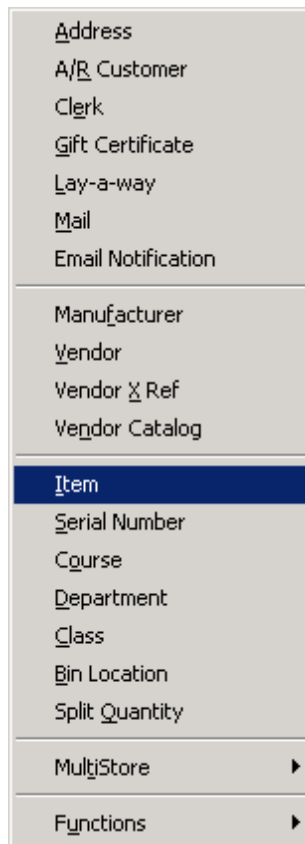 Address
A/R Customer
Clerk
Gift Certificate
Lay-a-way
Mail
Email Notification
Manufacturer
Vendor
Vendor X Ref
Vendor Catalog
Item
Serial Number
Course
Department
Class
Bin Location
Split Quantity
MultiStore
Functions